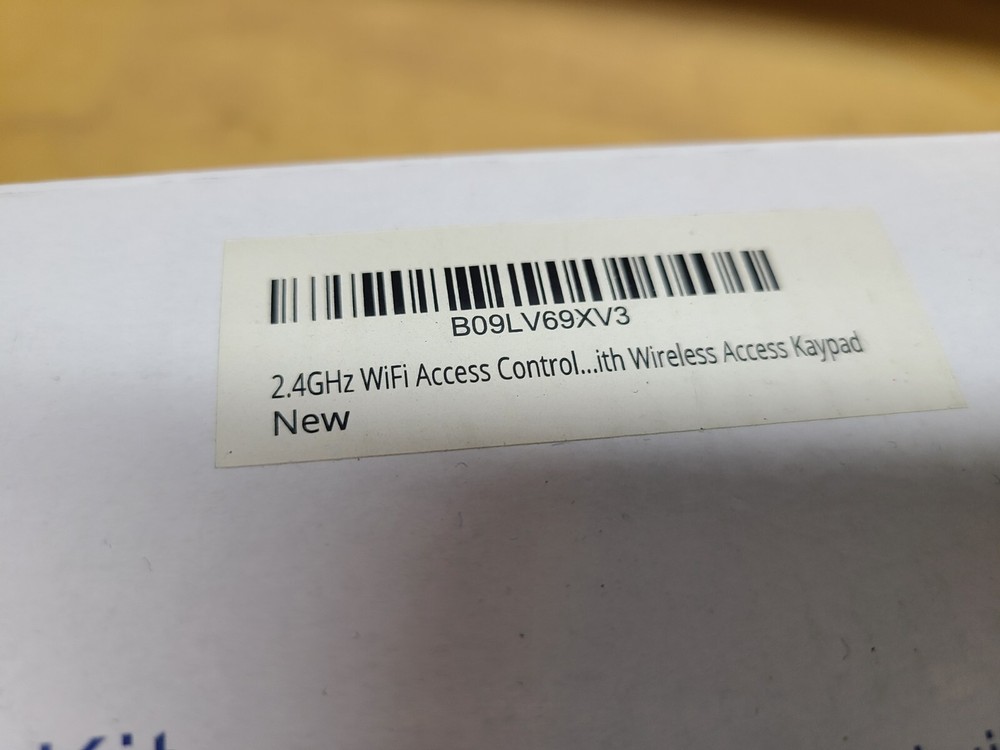 B09LV69XV3
2.4GHz WiFi Access Control...ith Wireless Access Kaypad
New